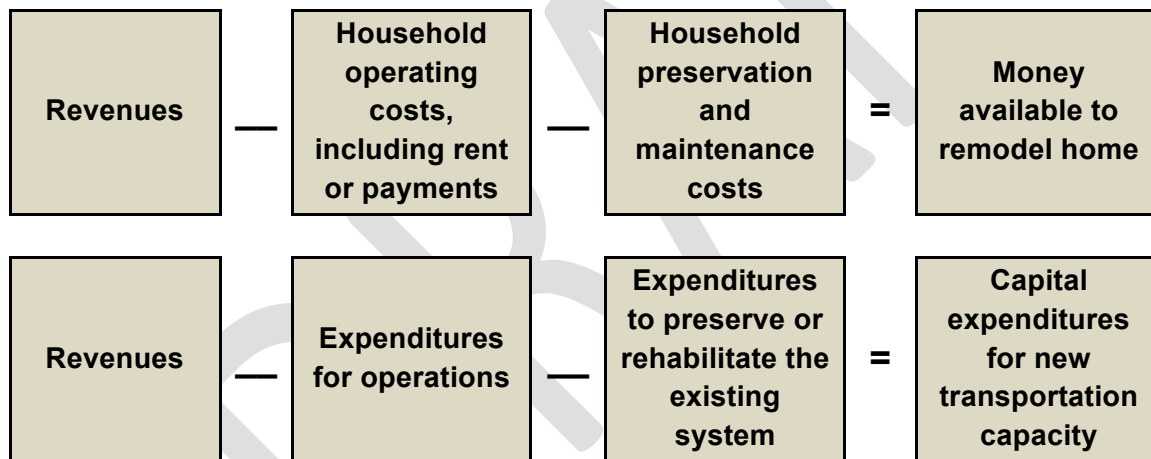 Revenues
—
Household
operating
costs,
including rent
or payments
—
Household
preservation
and
maintenance
costs
=
Money
available to
remodel home
Revenues
—
Expenditures
for operations
—
Expenditures
to preserve or
rehabilitate the
existing
system
=
Capital
expenditures
for new
transportation
capacity